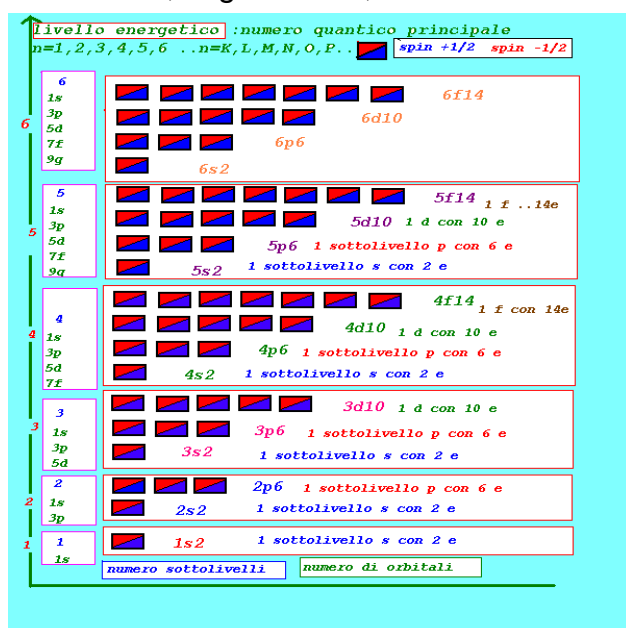 livello energetico :numero quantico principale
n=1,2,3,4,5,6 ..n=K,L,M,N,O,P.. spin +1/2 spin -1/2
6
6
1s
3p
5d
7f
9g
6f14
6d10
6p6
6s2
5
5
1s
3p
5d
7f
9g
5f14 1 f ..14e
5d10 1 d con 10 e
5p6 1 sottolivello p con 6 e
5s2 1 sottolivello s con 2 e
4
4
1s
3p
5d
7f
4f14 1 f con 14e
4d10 1 d con 10 e
4p6 1 sottolivello p con 6 e
4s2 1 sottolivello s con 2 e
3
3
1s
3p
5d
3d10 1 d con 10 e
3p6 1 sottolivello p con 6 e
3s2 1 sottolivello s con 2 e
2
2
1s
3p
2p6 1 sottolivello p con 6 e
2s2 1 sottolivello s con 2 e
1
1
1s
1s2 1 sottolivello s con 2 e
numero sottolivelli numero di orbitali